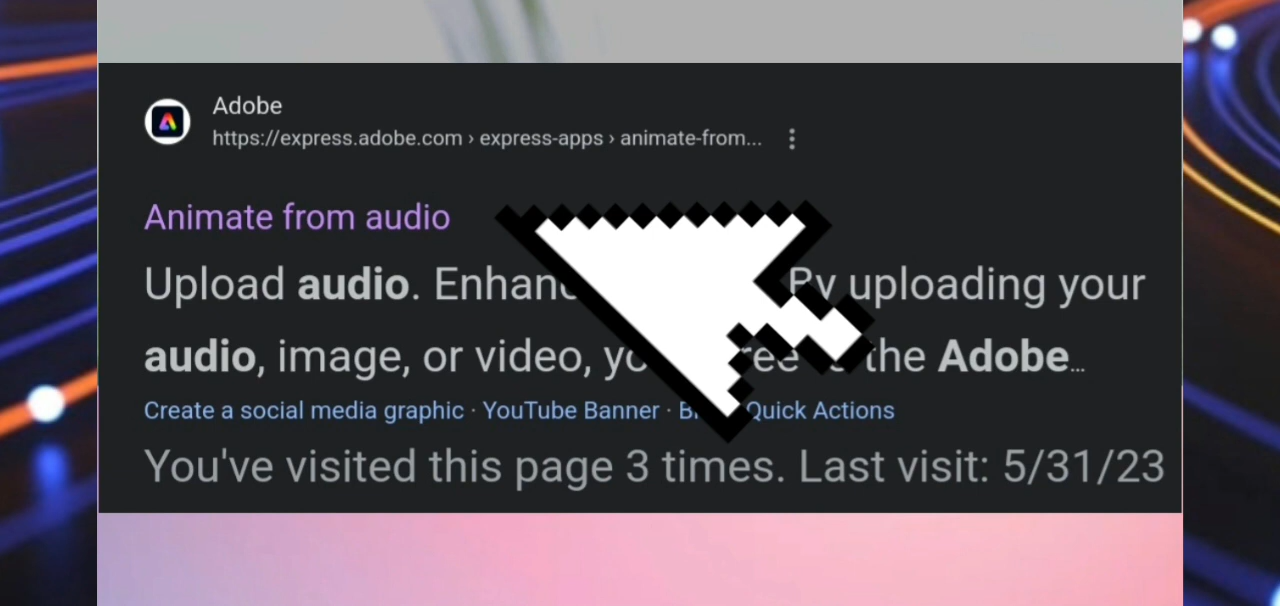 Adobe
https://express.adobe.com › express-apps › animate-from...
Animate from audio
Upload audio. Enhanc By uploading your
audio, image, or video, the Adobe...
Create a social media graphic · YouTube Banner · Quick Actions
You've visited this page 3 times. Last visit: 5/31/23